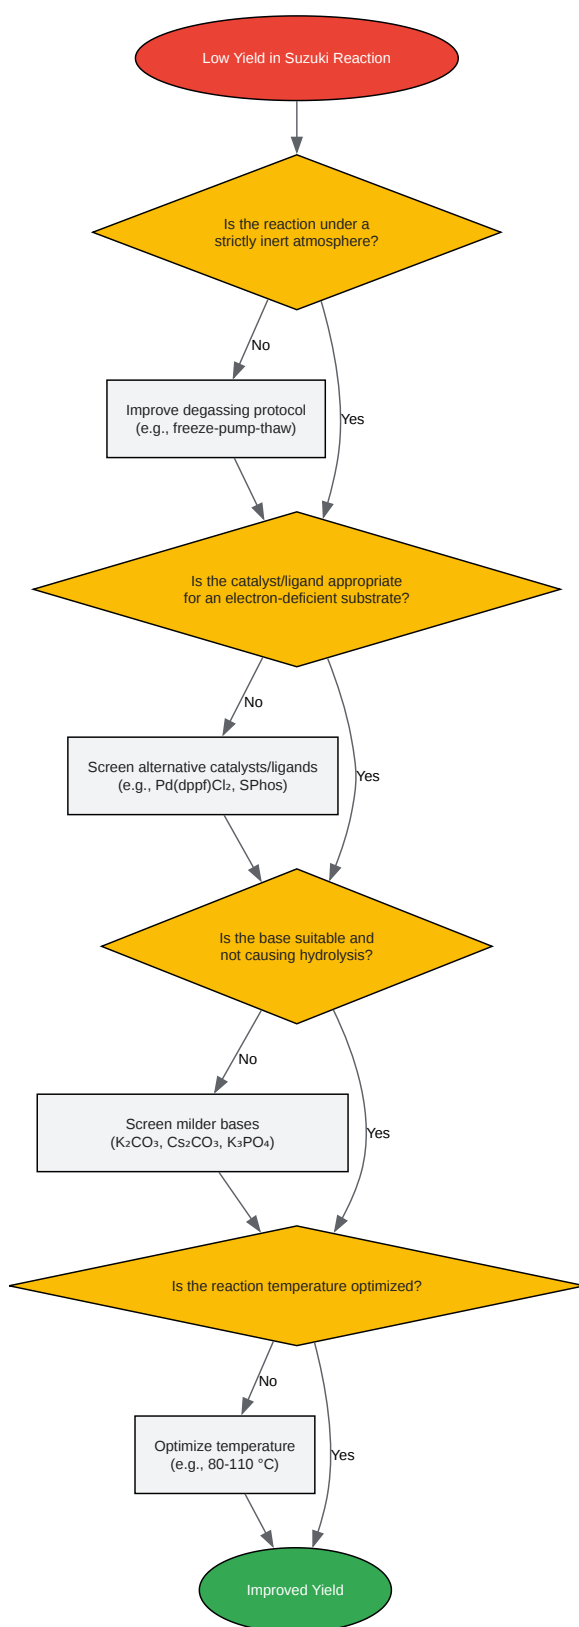 Low Yield in Suzuki Reaction
Is the reaction under a
strictly inert atmosphere?
No
Improve degassing protocol
(e.g., freeze-pump-thaw)
Yes
Is the catalyst/ligand appropriate
for an electron-deficient substrate?
No
Screen alternative catalysts/ligands
(e.g., Pd(dppf)Cl₂, SPhos)
Yes
Is the base suitable and
not causing hydrolysis?
No
Screen milder bases
(K₂CO₃, Cs₂CO₃, K₃PO₄)
Yes
Is the reaction temperature optimized?
No
Optimize temperature
(e.g., 80-110 °C)
Yes
Improved Yield